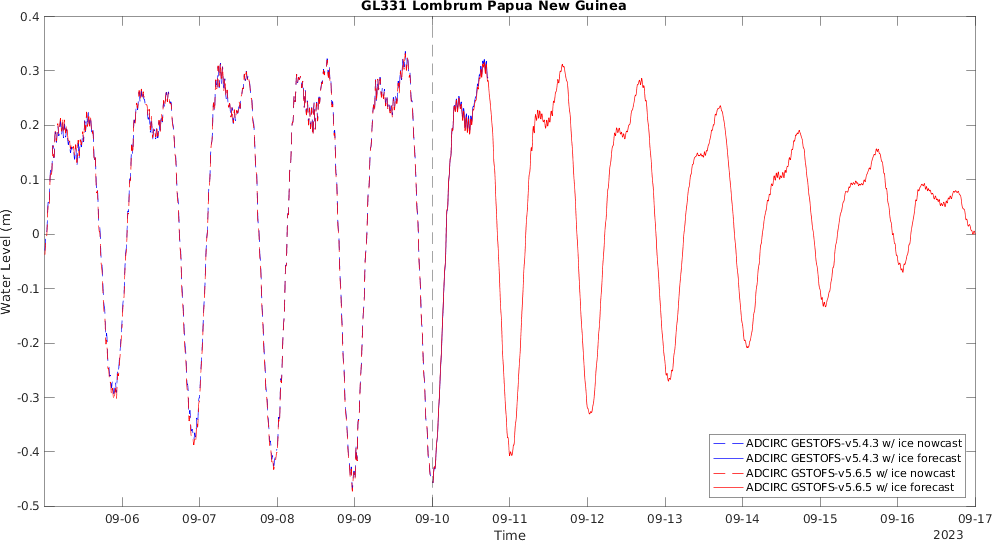 GL331 Lombrum Papua New Guinea
0.4
0.3
0.2
0.1
0
-0.1
-0.2
-0.3
-0.4
-0.5
Water Level (m)
ADCIRC GESTOFS-v5.4.3 w/ ice nowcast
ADCIRC GESTOFS-v5.4.3 w/ ice forecast
ADCIRC GSTOFS-v5.6.5 w/ ice nowcast
ADCIRC GSTOFS-v5.6.5 w/ ice forecast
09-06 09-07 09-08 09-09 09-10 09-11 09-12 09-13 09-14 09-15 09-16 09-17
Time
2023